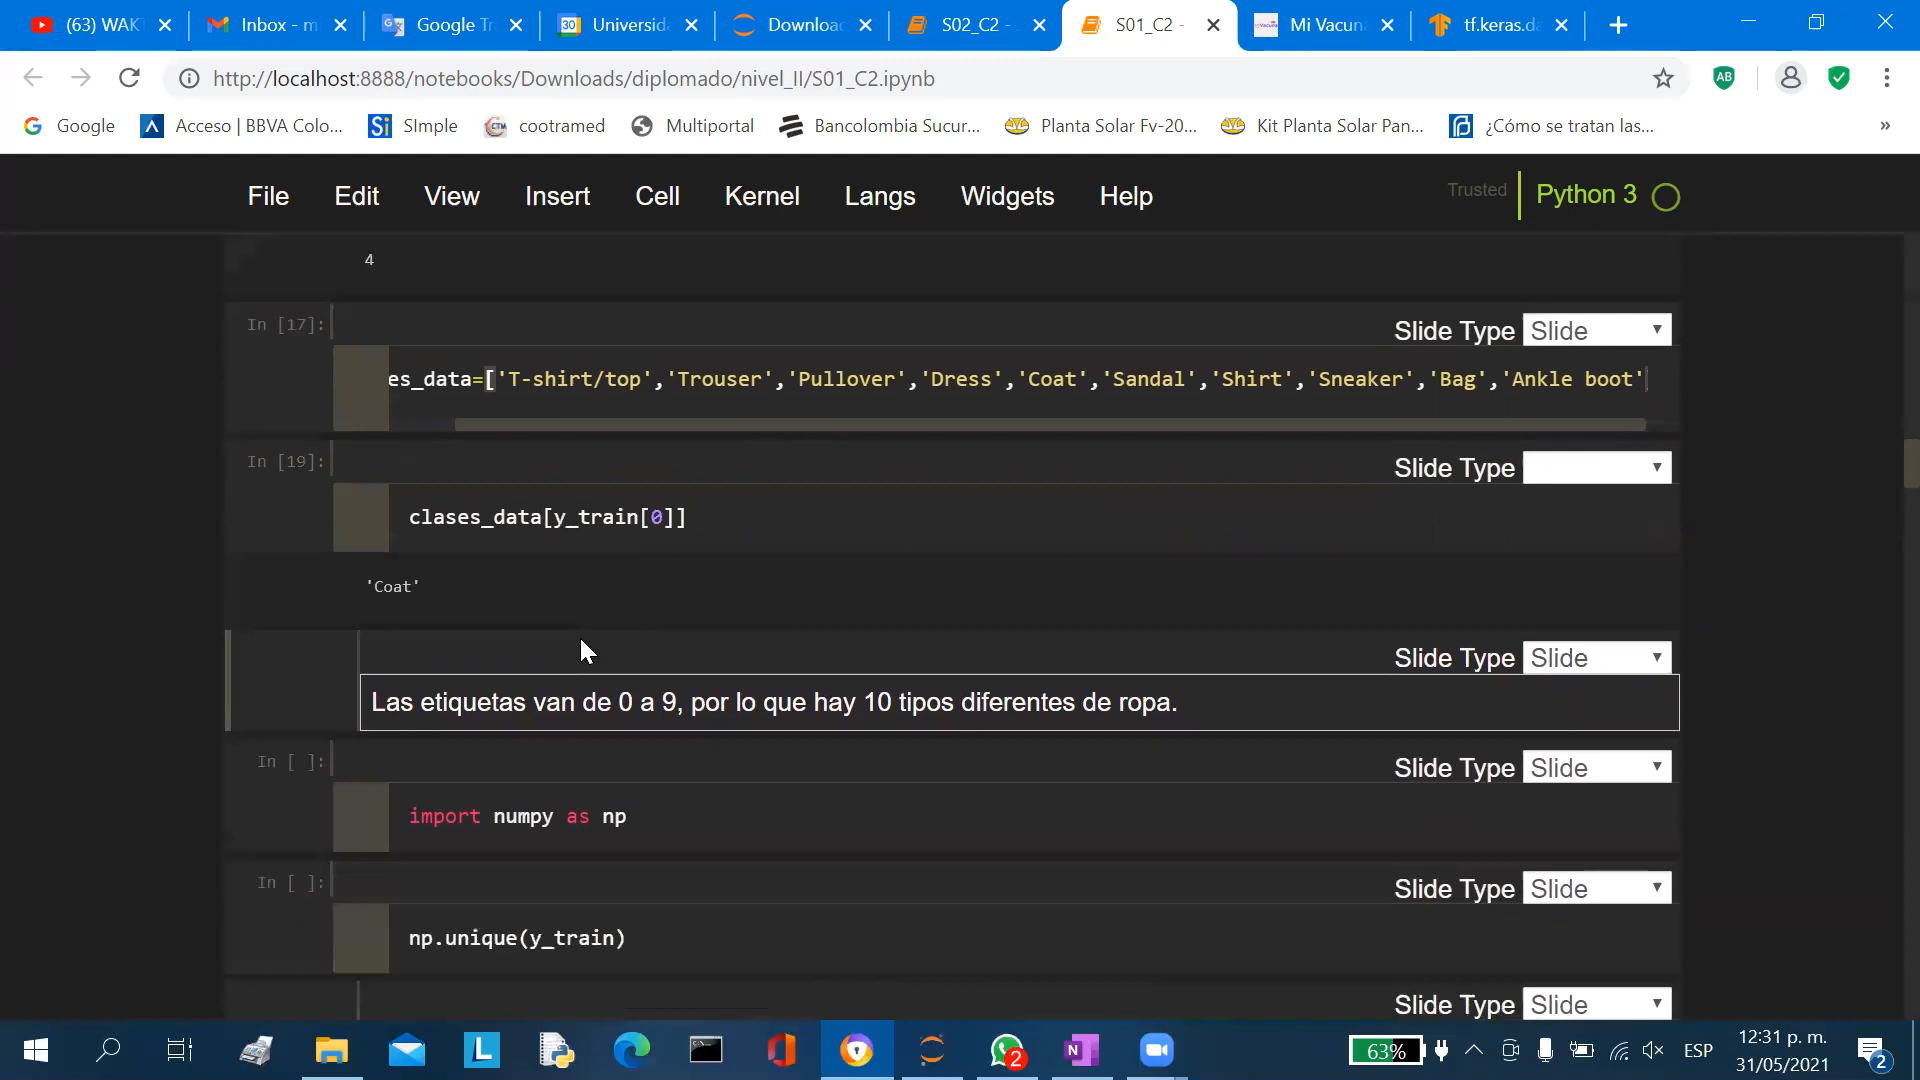 (63) WAK
Inbox - m
Google Tr
Universid
Downloa
S02_C2 -
S01_C2 -
Mi Vacun
tf.keras.da
http://localhost:8888/notebooks/Downloads/diplomado/nivel_II/S01_C2.ipynb
Google
Acceso | BBVA Colo...
SImple
cootramed
Multiportal
Bancolombia Sucur...
Planta Solar Fv-20...
Kit Planta Solar Pan...
¿Cómo se tratan las...
»
File Edit View Insert Cell Kernel Langs Widgets Help
Trusted
Python 3
4
In [17]:
Slide Type Slide
es_data=['T-shirt/top','Trouser','Pullover','Dress','Coat','Sandal','Shirt','Sneaker','Bag','Ankle boot'
In [19]:
Slide Type
clases_data[y_train[0]]
'Coat'
Slide Type Slide
Las etiquetas van de 0 a 9, por lo que hay 10 tipos diferentes de ropa.
In [ ]:
Slide Type Slide
import numpy as np
In [ ]:
Slide Type Slide
np.unique(y_train)
Slide Type Slide
63%
ESP
12:31 p. m.
31/05/2021
2
2